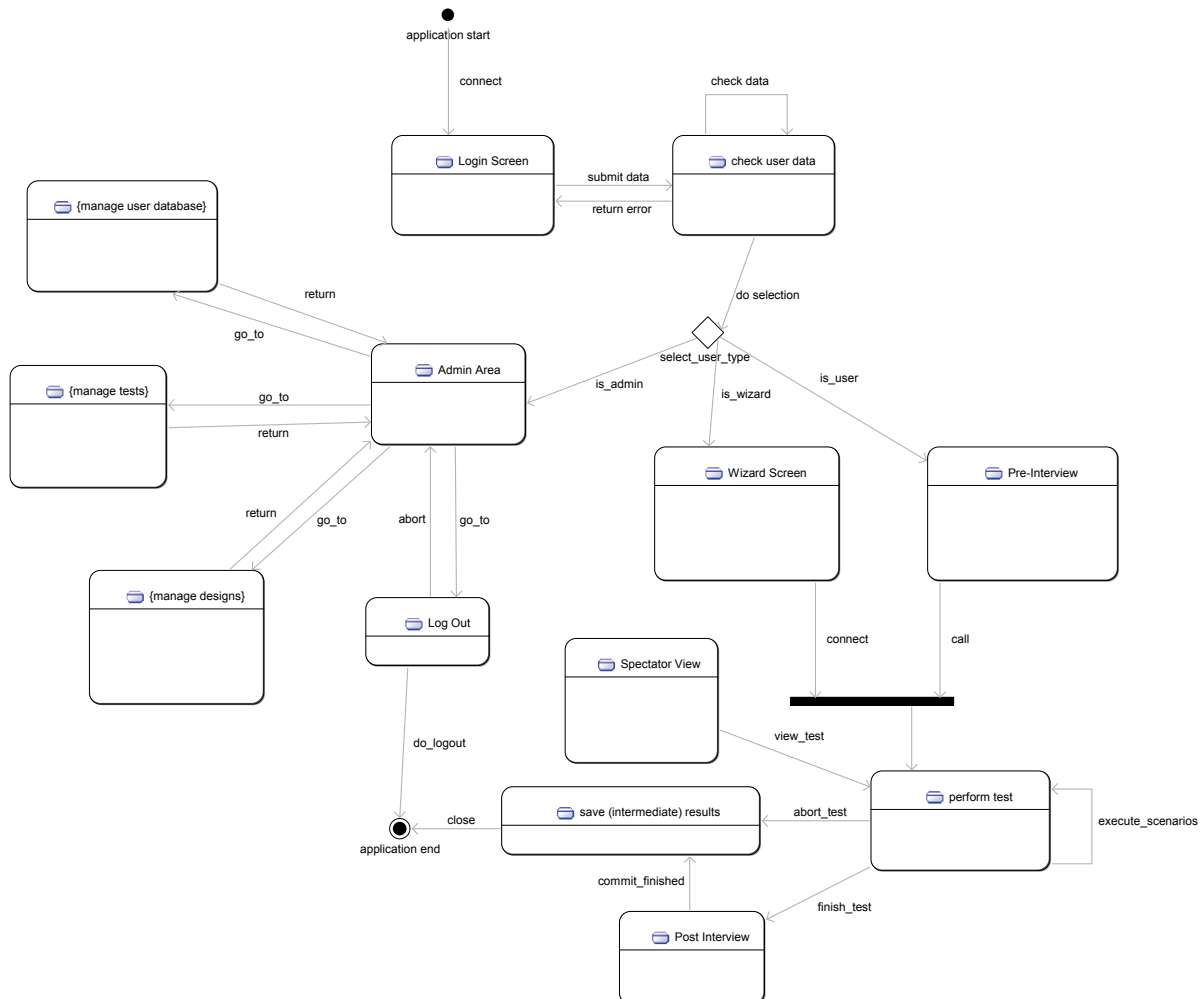 application start
connect
check data
Login Screen
check user data
submit data
return error
{manage user database}
return
go_to
do selection
select_user_type
Admin Area
is_admin
is_wizard
is_user
{manage tests}
go_to
return
Wizard Screen
Pre-Interview
return
go_to
abort
go_to
{manage designs}
Log Out
connect
call
Spectator View
view_test
do_logout
perform test
save (intermediate) results
abort_test
execute_scenarios
close
application end
commit_finished
finish_test
Post Interview